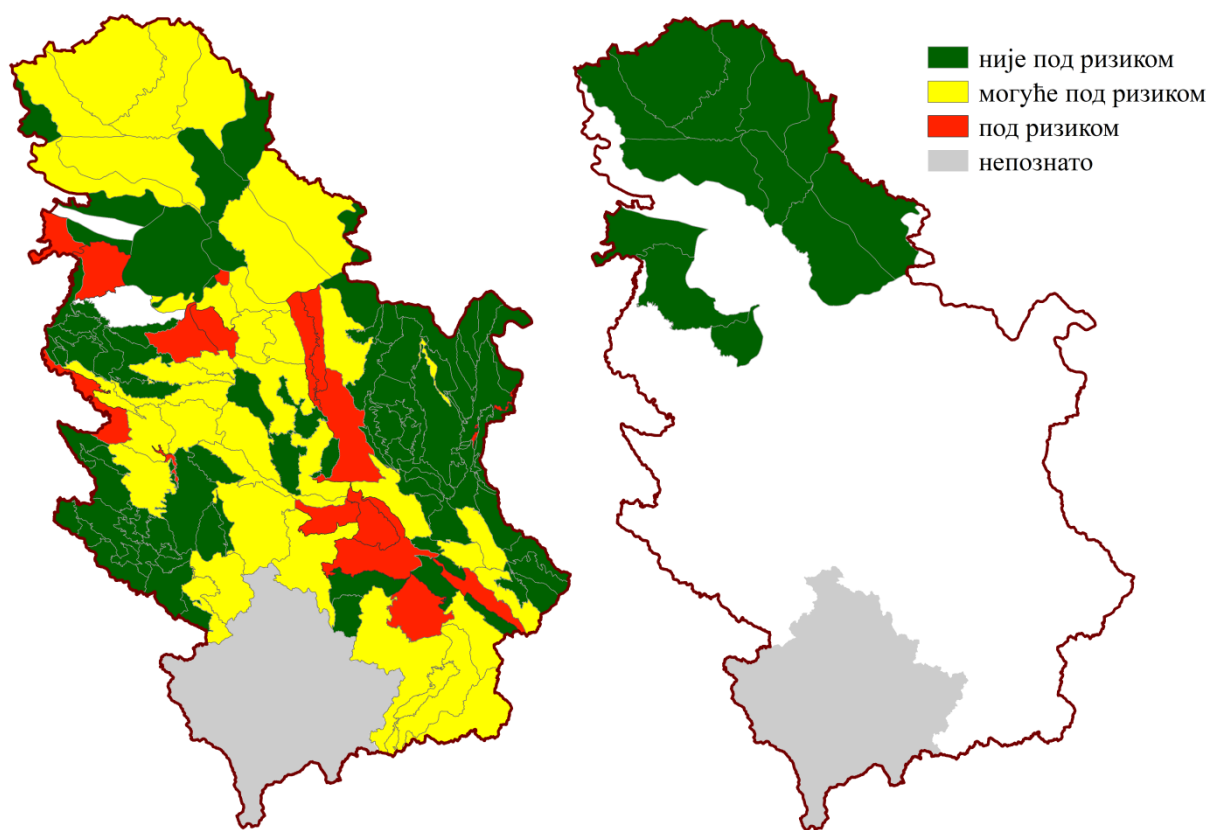 није под ризиком
могуће под ризиком
под ризиком
непознато